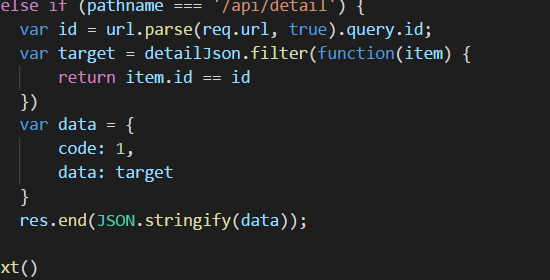 else if (pathname === '/api/detail') {
var id = url.parse(req.url, true).query.id;
var target = detailJson.filter(function(item) {
return item.id == id
})
var data = {
code: 1,
data: target
}
res.end(JSON.stringify(data));
xt()